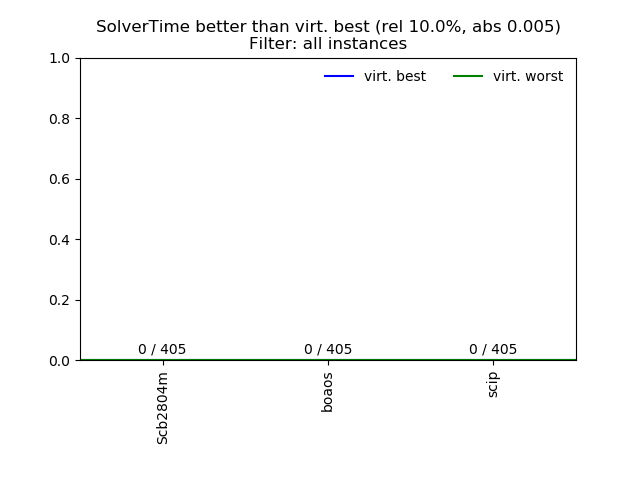 SolverTime better than virt. best (rel 10.0%, abs 0.005)
Filter: all instances
virt. best
virt. worst
1.0
0.8
0.6
0.4
0.2
0.0
0 / 405
0 / 405
0 / 405
Scb2804m
boaos
scip